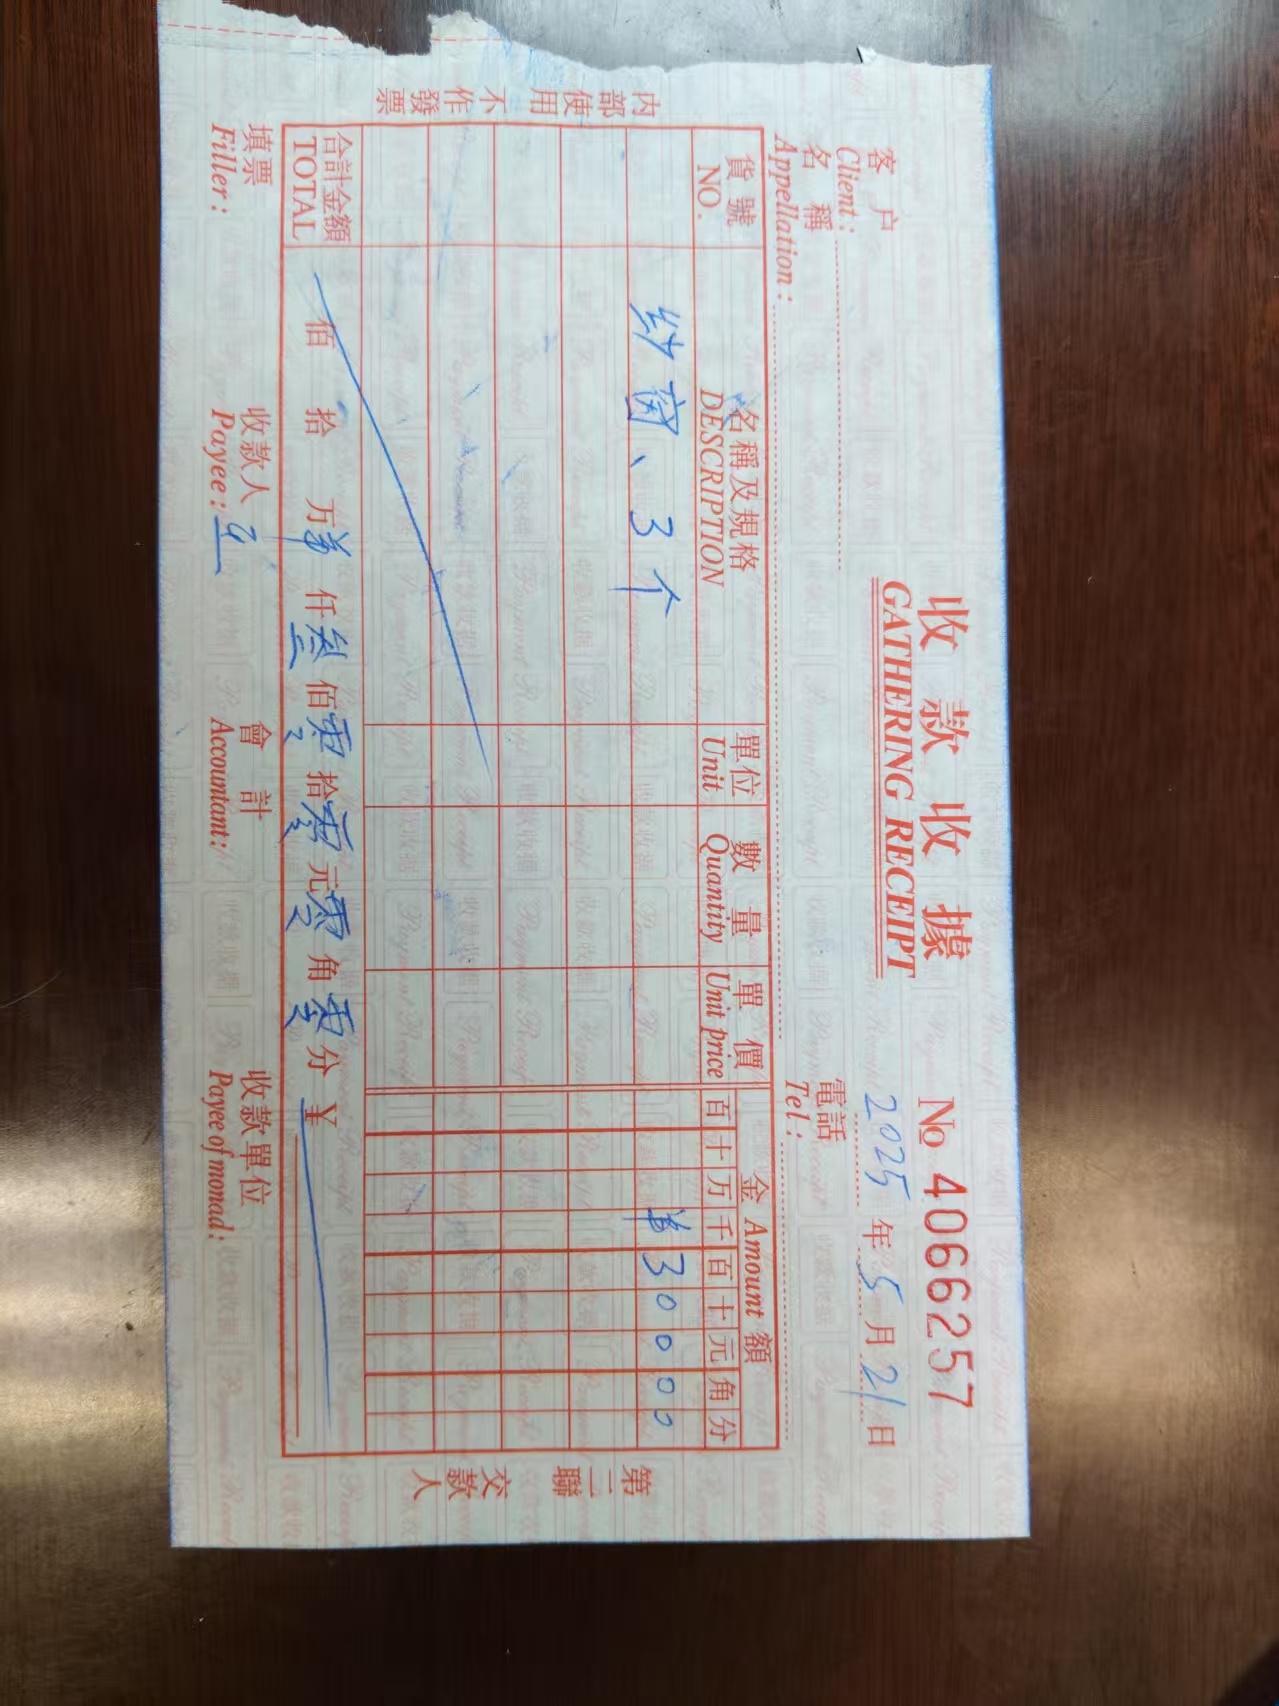 收款收據 № 4066257
GATHERING RECEIPT
2025 年 5 月 21 日
客户
Client:
名稱
Appellation:
電話
Tel:
貨號 名稱及規格 單位 數量 單價 金 Amount 額
NO. DESCRIPTION Unit Quantity Unit price 百 十 万 千 百 十 元 角 分
纱窗、3个 ¥ 3 0 0 0 0
合計金額
TOTAL 佰 拾 万 ¥ 仟 叁 佰 零 拾 零 元 零 角 零 分 ¥
填票 收款人 會計 收款單位
Filler: Payee: Accountant: Payee of monad:
内部使用不作發票
第二聯 交款人